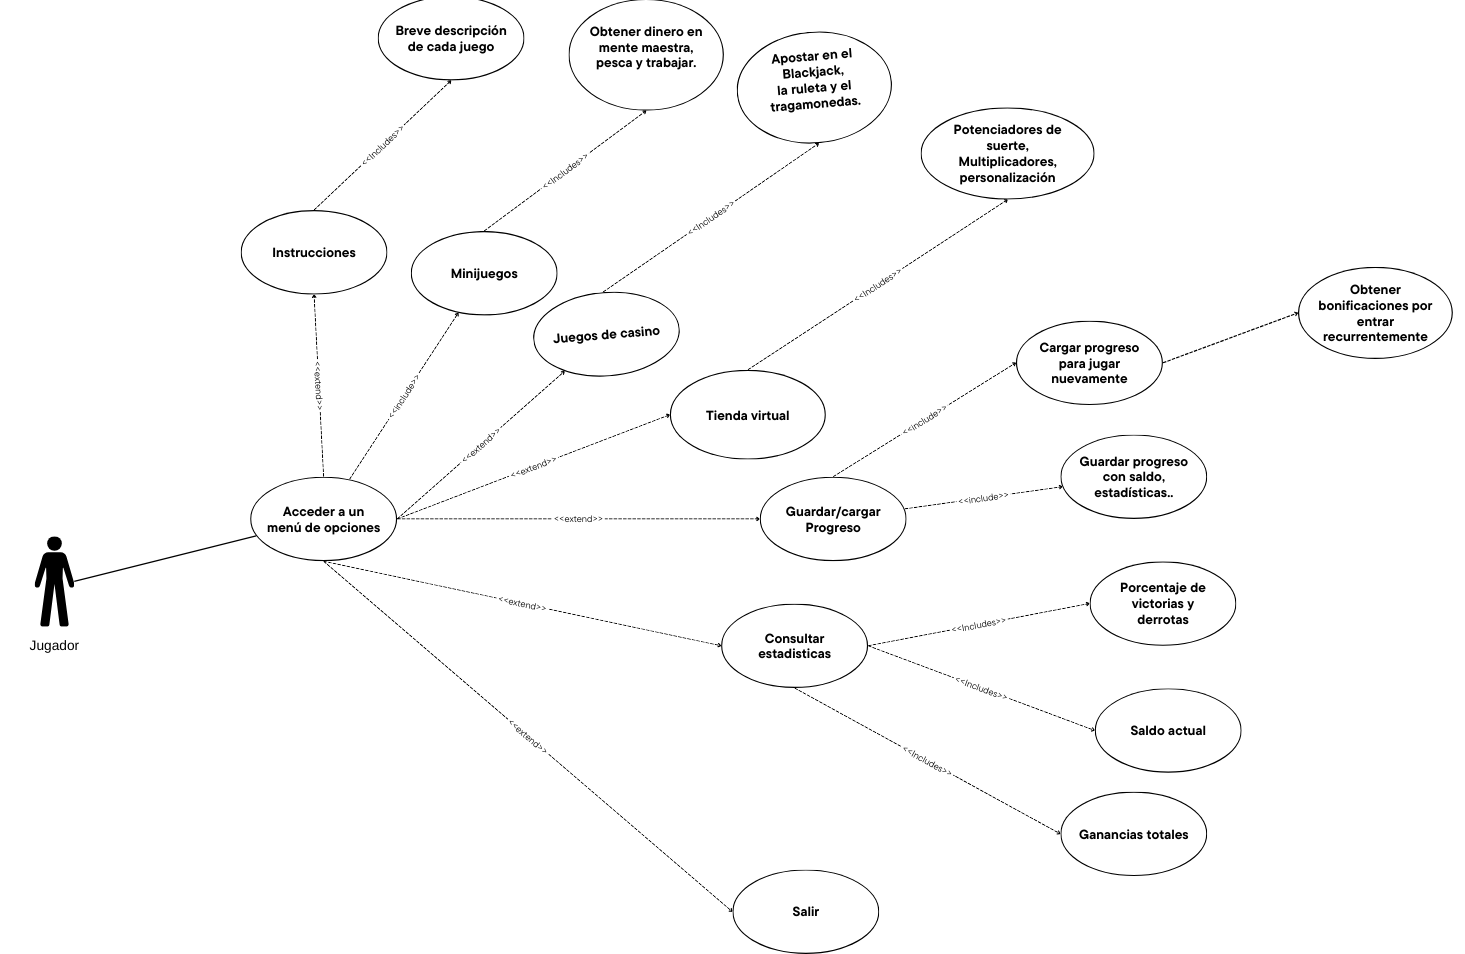 Breve descripción
de cada juego
Obtener dinero en
mente maestra,
pesca y trabajar.
Apostar en el
Blackjack,
la ruleta y el
tragamonedas.
Potenciadores de
suerte,
Multiplicadores,
personalización
<<Includes>>
<<Includes>>
<<Includes>>
<<Includes>>
Instrucciones
Minijuegos
Juegos de casino
Tienda virtual
Obtener
bonificaciones por
entrar
recurrentemente
Cargar progreso
para jugar
nuevamente
<<extend>>
<<include>>
<<extend>>
<<extend>>
<<include>>
Guardar progreso
con saldo,
estadísticas..
<<include>>
Acceder a un
menú de opciones
<<extend>>
Guardar/cargar
Progreso
Jugador
<<extend>>
Consultar
estadisticas
<<Includes>>
Porcentaje de
victorias y
derrotas
<<Includes>>
Saldo actual
<<Includes>>
Ganancias totales
<<extend>>
Salir